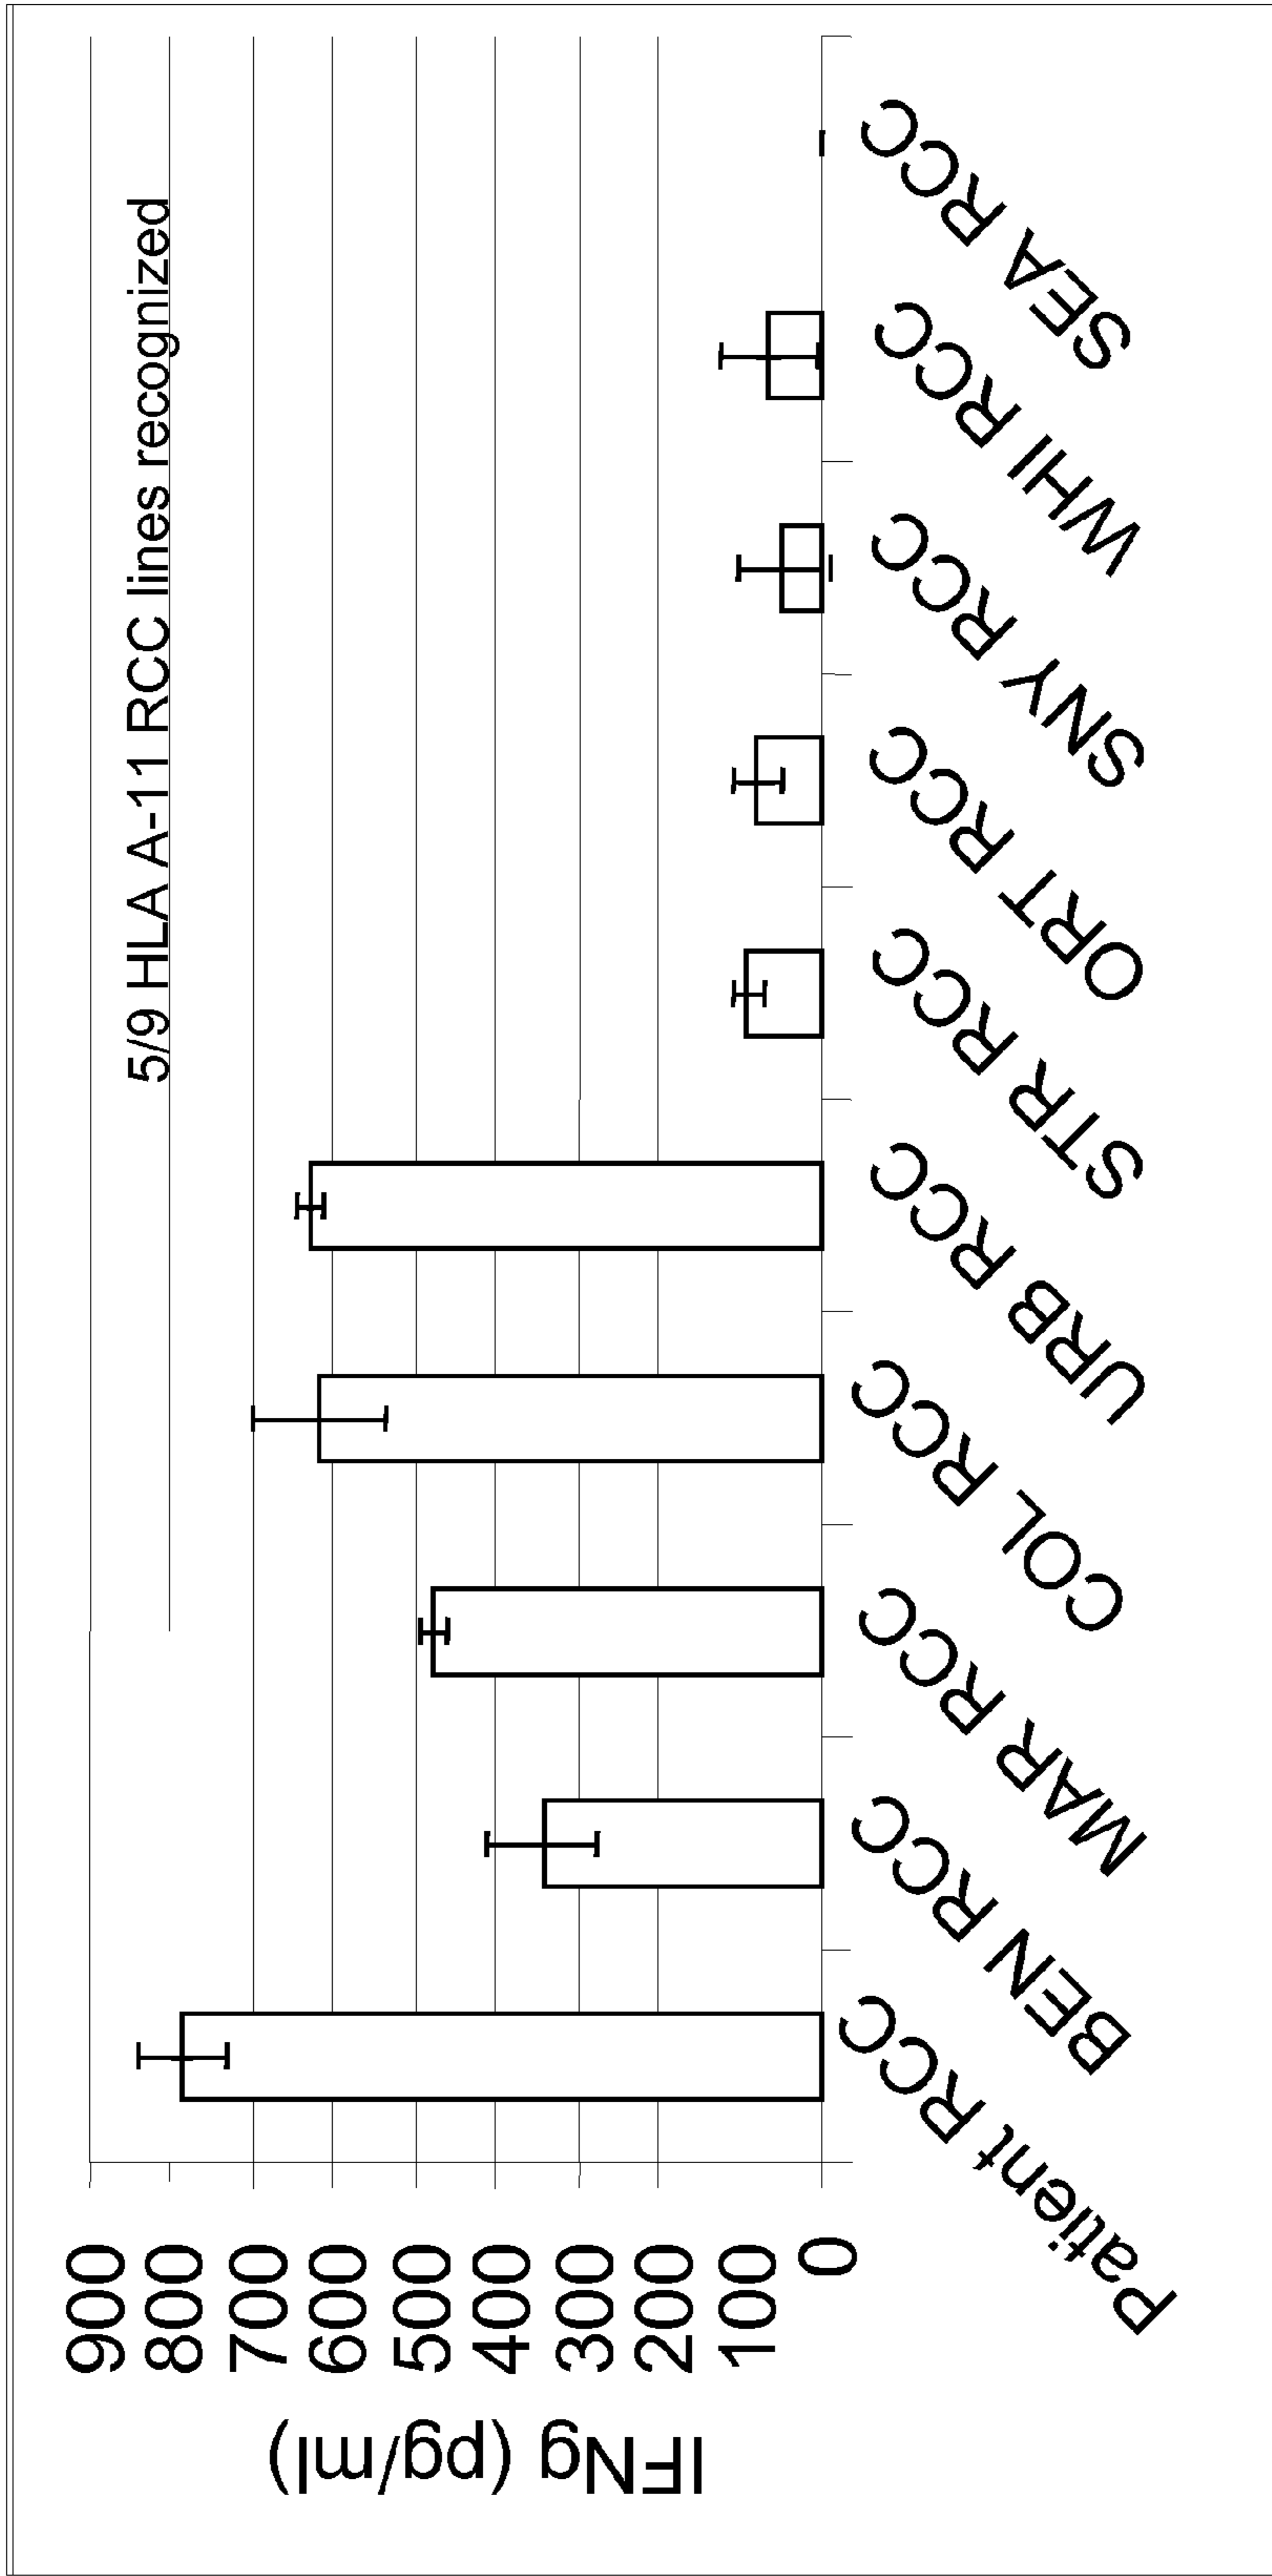 5/9 HLA A-11 RCC lines recognized
IFNg (pg/ml)
900
800
700
600
500
400
300
200
100
0
Patient RCC
BEN RCC
MAR RCC
COL RCC
URB RCC
STR RCC
ORT RCC
SNY RCC
WHI RCC
SEA RCC